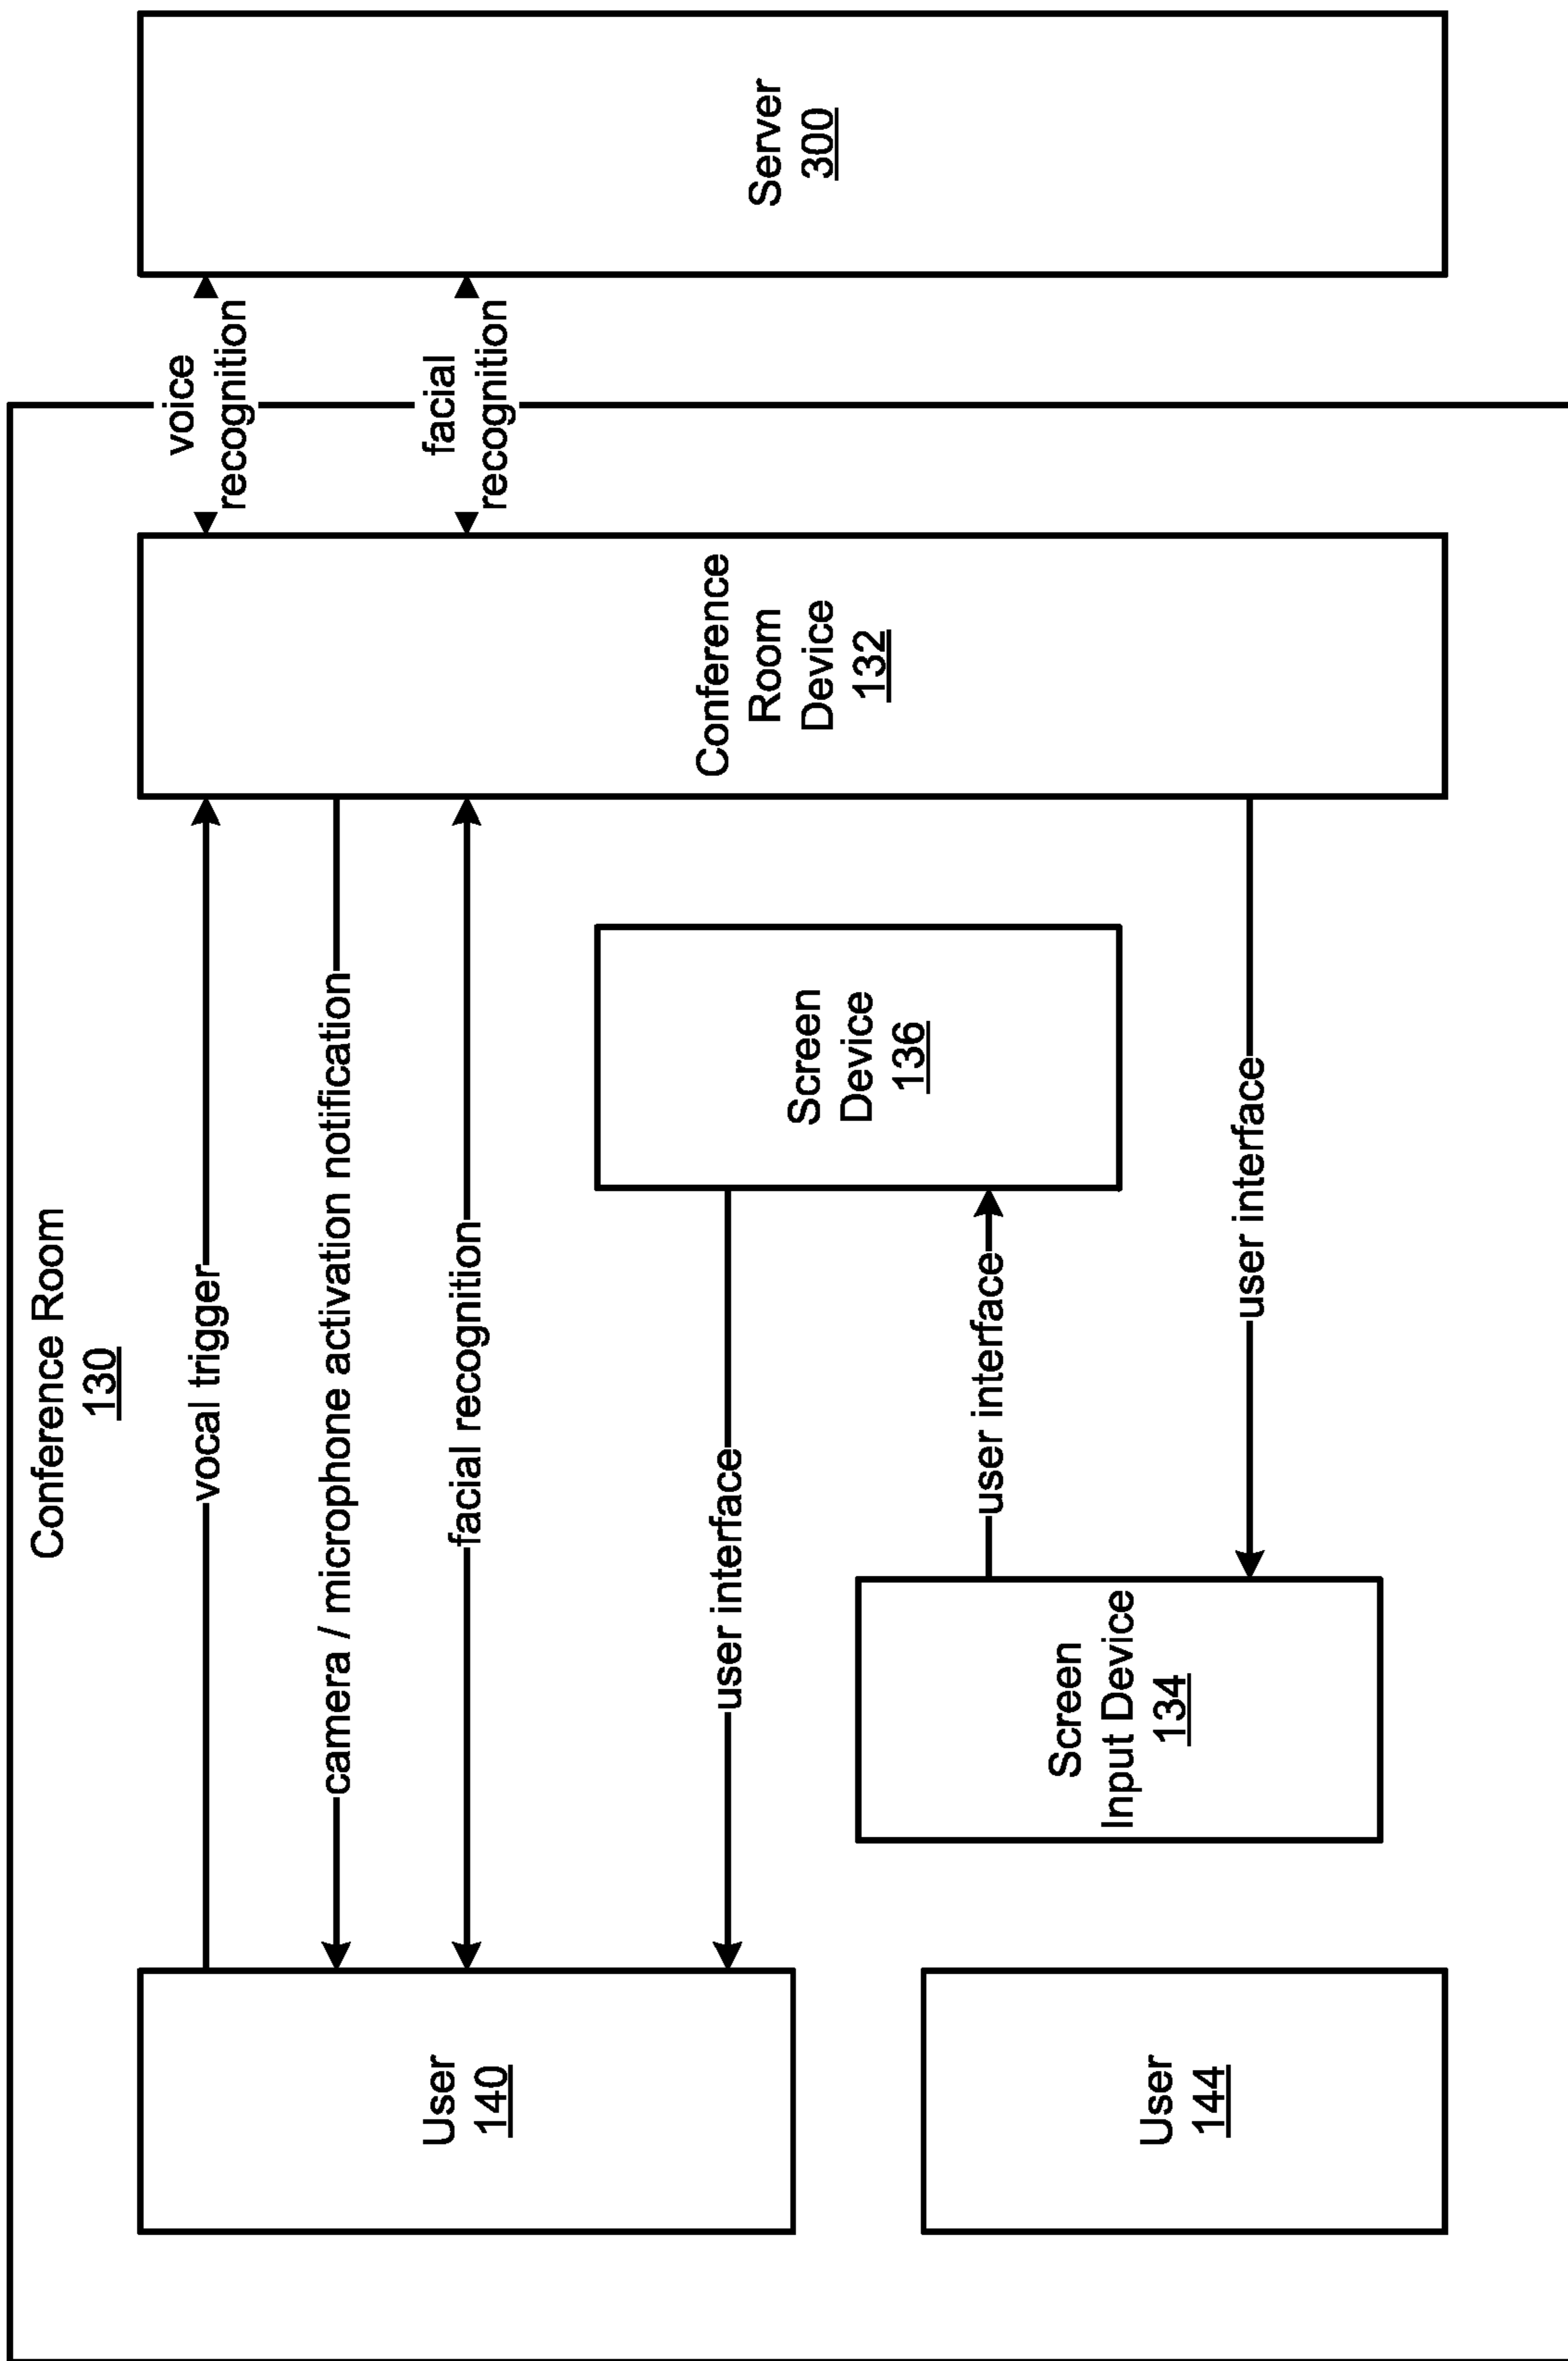 Conference Room
130
User
140
vocal trigger
camera / microphone activation notification
facial recognition
user interface
Conference
Room
Device
132
voice
recognition
facial
recognition
Server
300
Screen
Device
136
user interface
user interface
Screen
Input Device
134
User
144